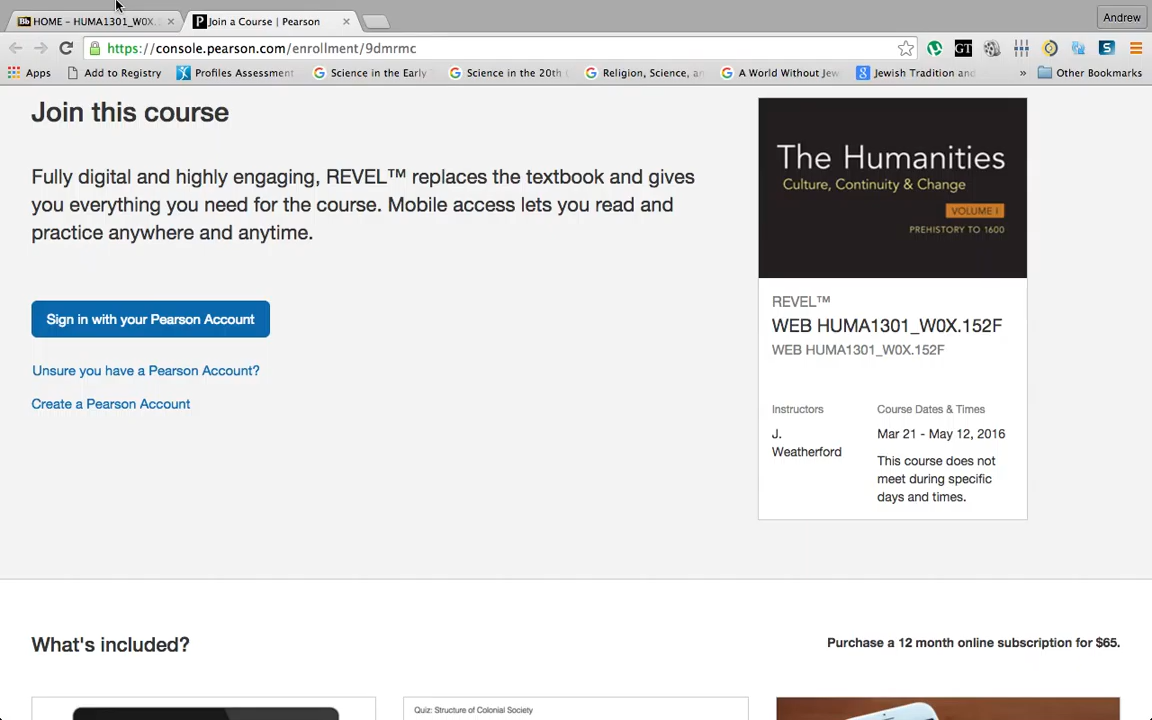 Bb HOME – HUMA1301_W0X.
P Join a Course | Pearson
Andrew
https://console.pearson.com/enrollment/9dmrmc
GT
S
Apps
Add to Registry
Profiles Assessment
Science in the Early
Science in the 20th
Religion, Science, an
A World Without Jew
Jewish Tradition and
»
Other Bookmarks
Join this course
Fully digital and highly engaging, REVEL™ replaces the textbook and gives
you everything you need for the course. Mobile access lets you read and
practice anywhere and anytime.
Sign in with your Pearson Account
Unsure you have a Pearson Account?
Create a Pearson Account
The Humanities
Culture, Continuity & Change
VOLUME I
PREHISTORY TO 1600
REVEL™
WEB HUMA1301_W0X.152F
WEB HUMA1301_W0X.152F
Instructors
J.
Weatherford
Course Dates & Times
Mar 21 - May 12, 2016
This course does not
meet during specific
days and times.
What's included?
Purchase a 12 month online subscription for $65.
Quiz: Structure of Colonial Society